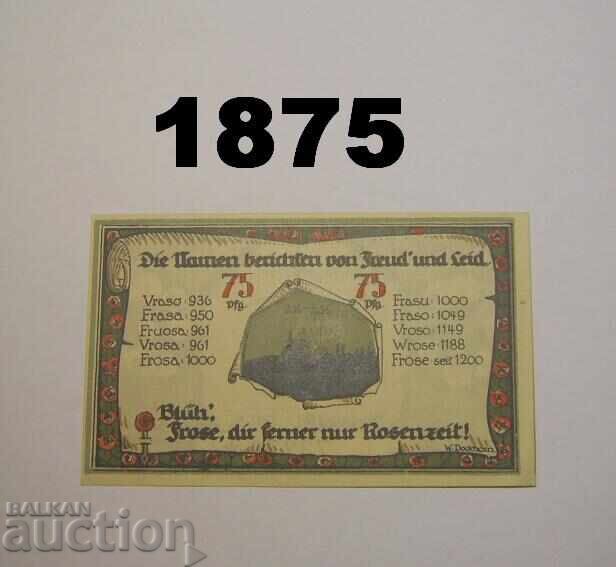 1875
Die Namen berichten von Freud' und Leid.
75 Pfg. 75 Pfg.
Vraso : 936
Frasa : 950
Fruosa : 961
Vrosa : 961
Frosa : 1000
Frasu : 1000
Fraso : 1049
Vroso : 1149
Wrose : 1188
Frose seit 1200
Blüh',
Frose, dir ferner nur Rosenzeit!
BALKAN
auction